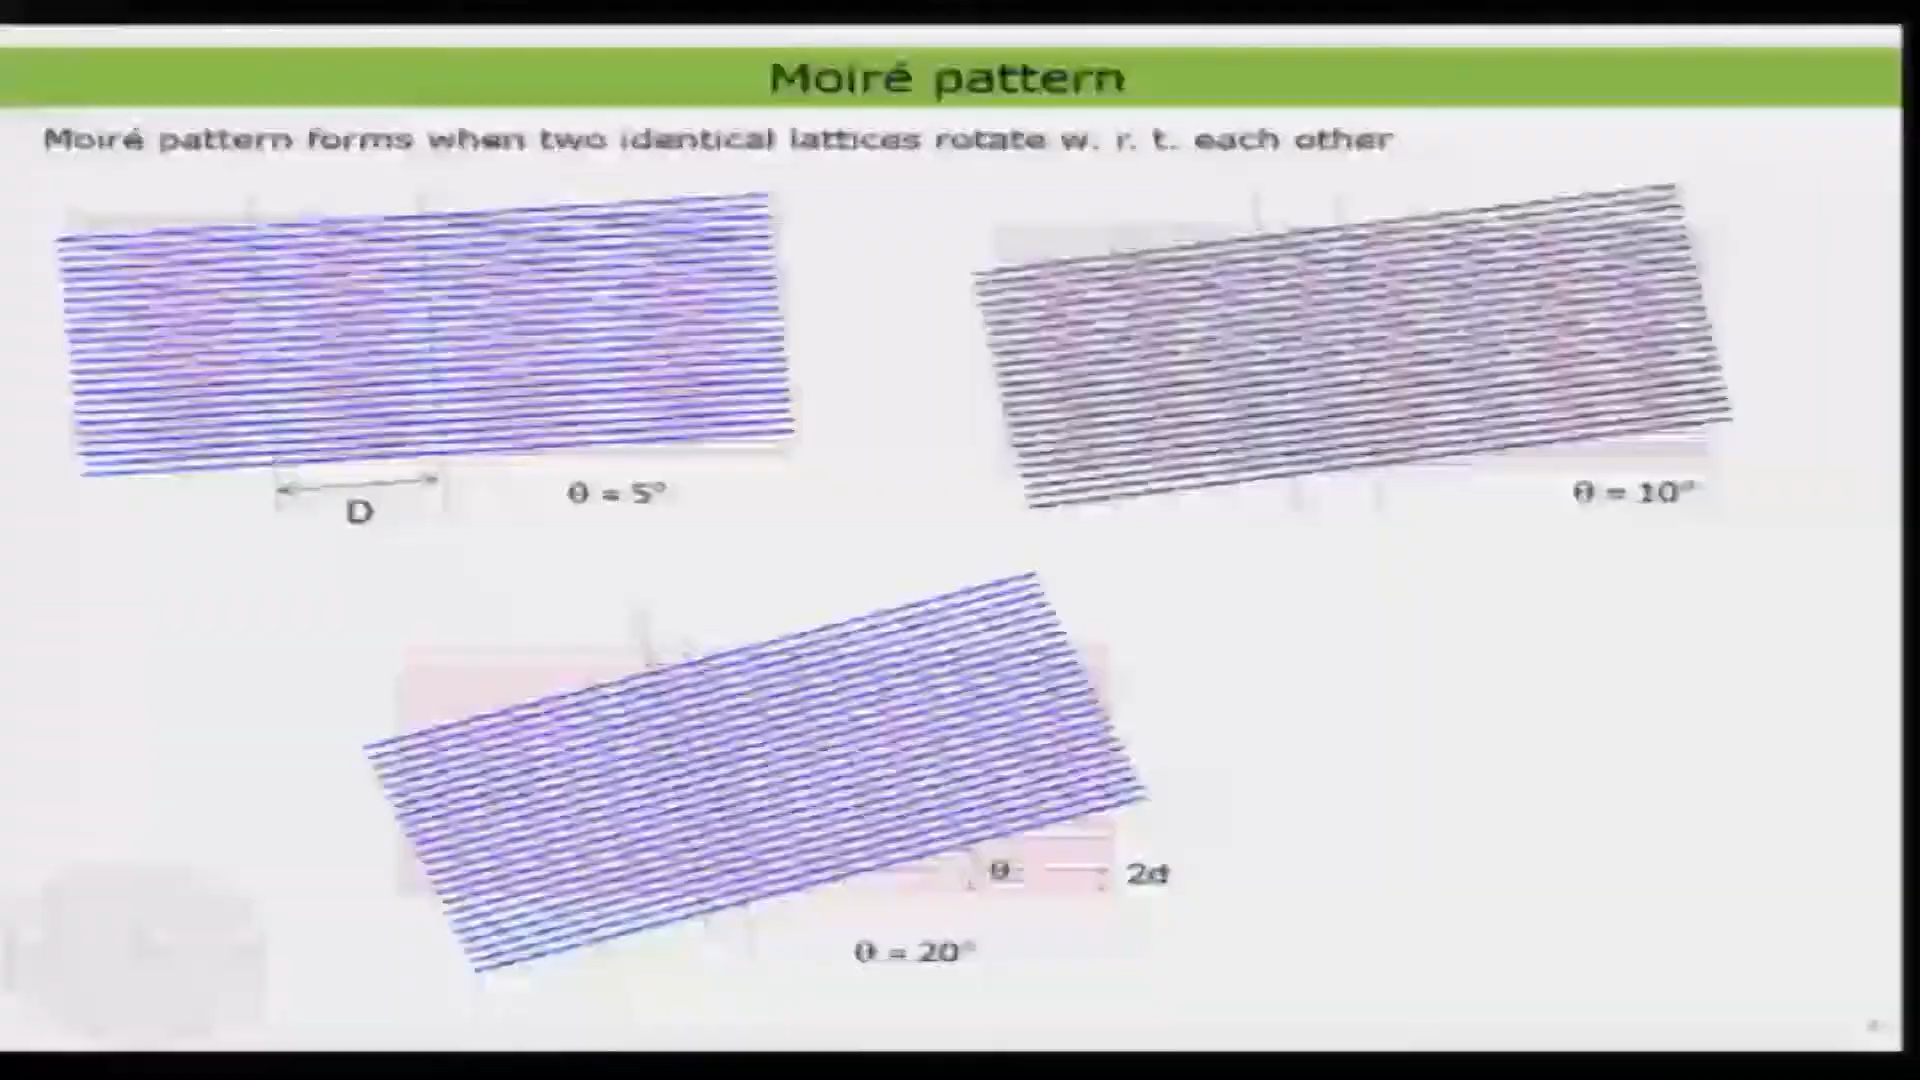 Moiré pattern
Moiré pattern forms when two identical lattices rotate w. r. t. each other
D
θ = 5°
θ = 10°
θ
2d
θ = 20°